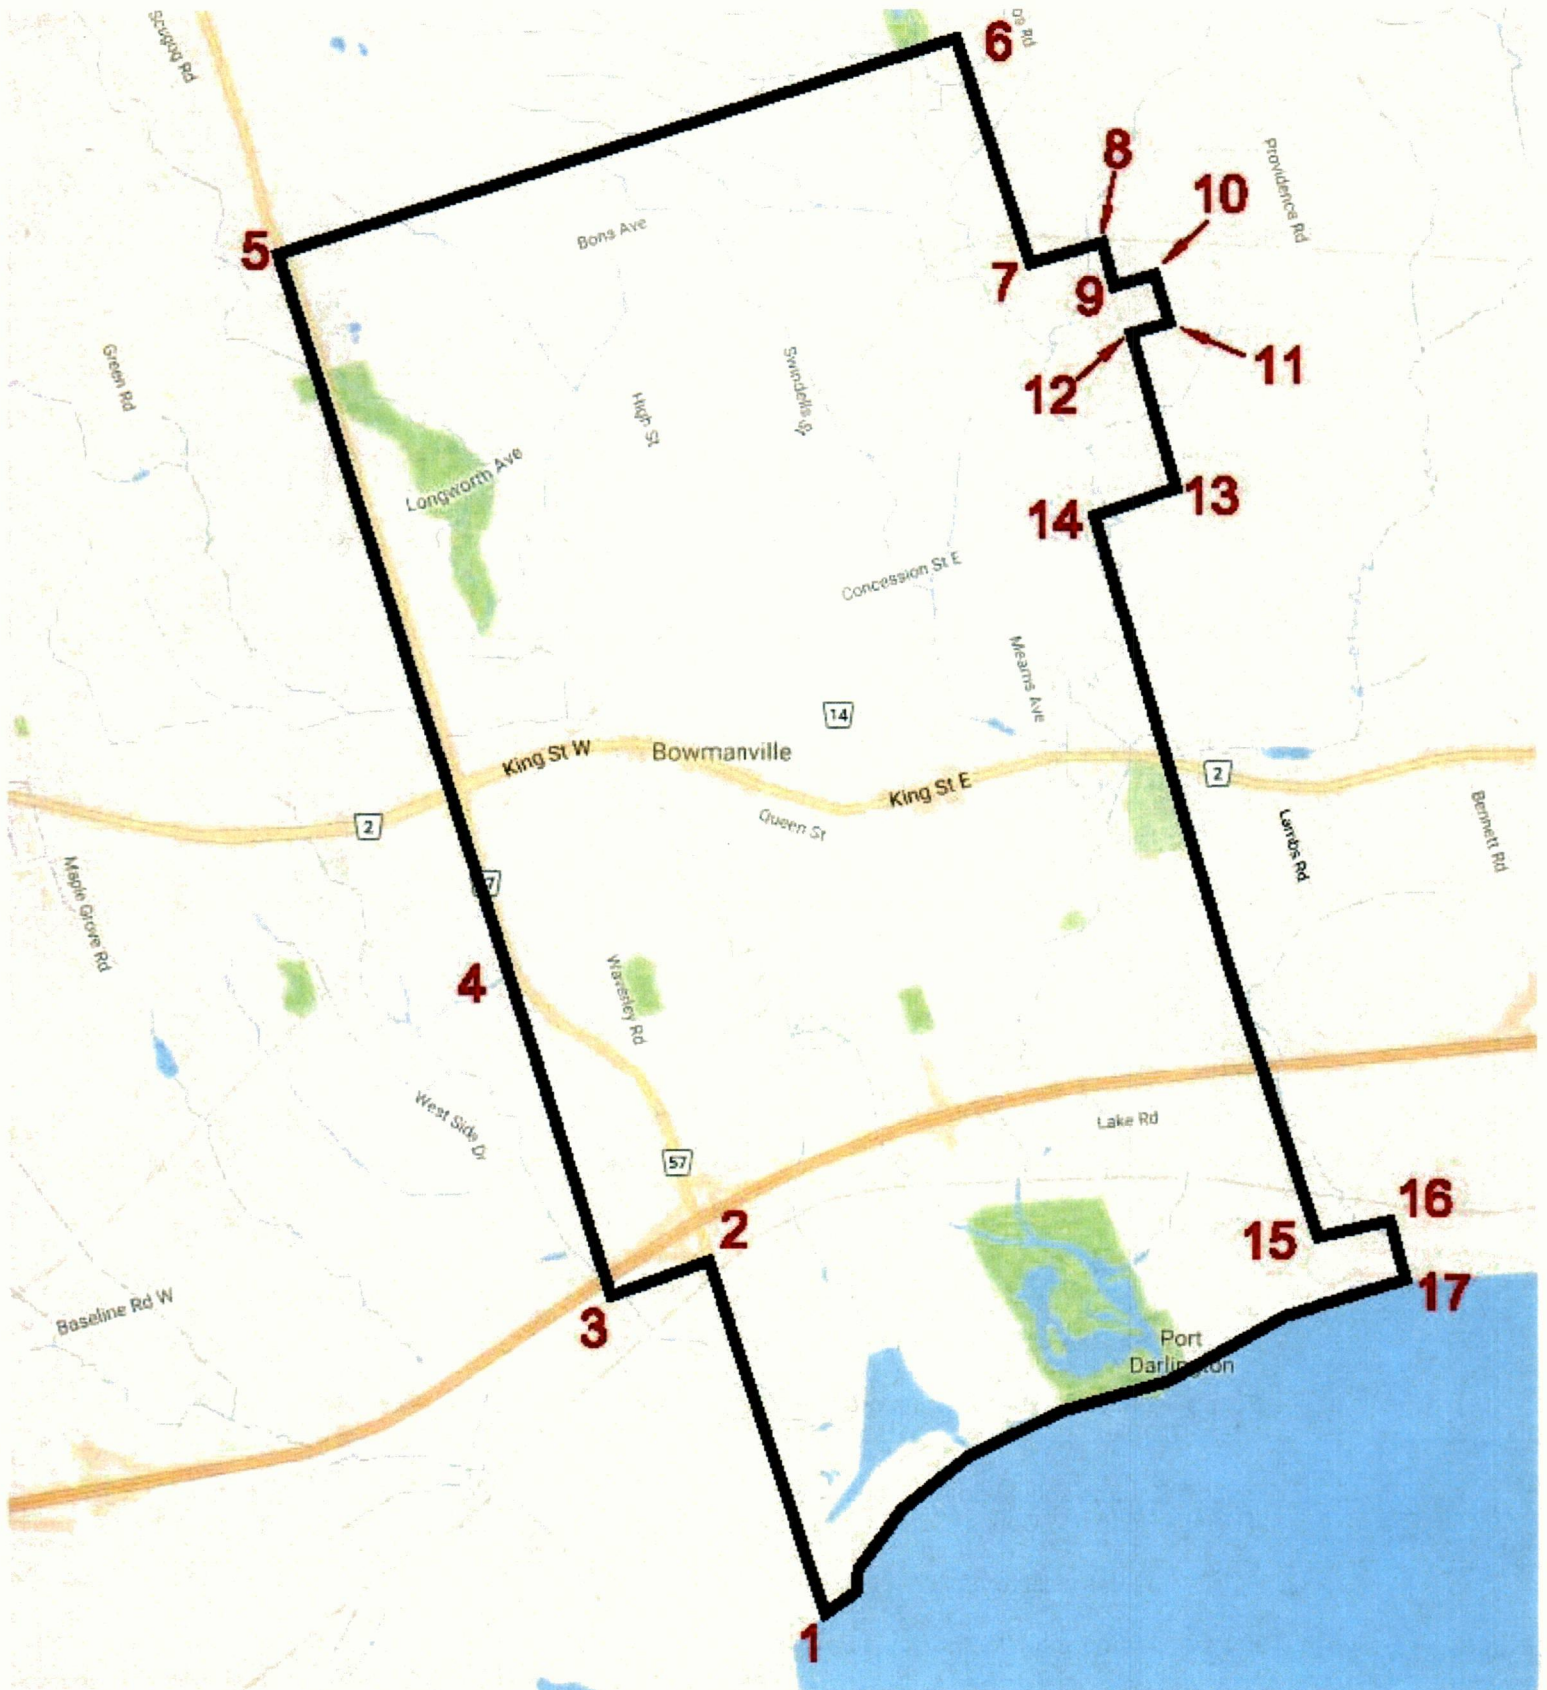 Scugog Rd
6
8
10
Providence Rd
5
Bons Ave
7
9
11
12
Green Rd
Swindells St
High St
Longworth Ave
13
14
Concession St E
Mearns Ave
14
King St W
Bowmanville
2
King St E
2
Queen St
Lambs Rd
Bennett Rd
Maple Grove Rd
4
Waverley Rd
West Side Dr
Lake Rd
57
2
16
15
17
Baseline Rd W
3
Port
Darlington
1